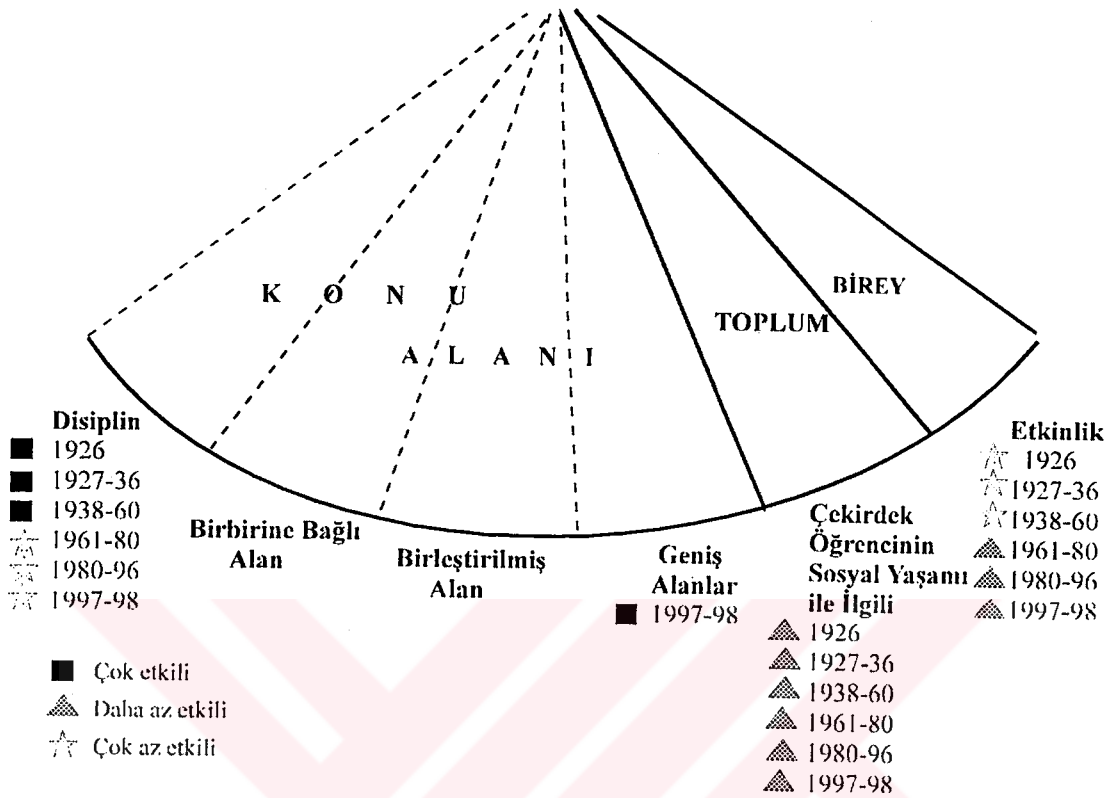 K O N U
A L A N I
TOPLUM
BİREY
Disiplin
1926
1927-36
1938-60
1961-80
1980-96
1997-98
Birbirine Bağlı
Alan
Birleştirilmiş
Alan
Geniş
Alanlar
1997-98
Çekirdek
Öğrencinin
Sosyal Yaşamı
ile İlgili
1926
1927-36
1938-60
1961-80
1980-96
1997-98
Etkinlik
1926
1927-36
1938-60
1961-80
1980-96
1997-98
Çok etkili
Daha az etkili
Çok az etkili